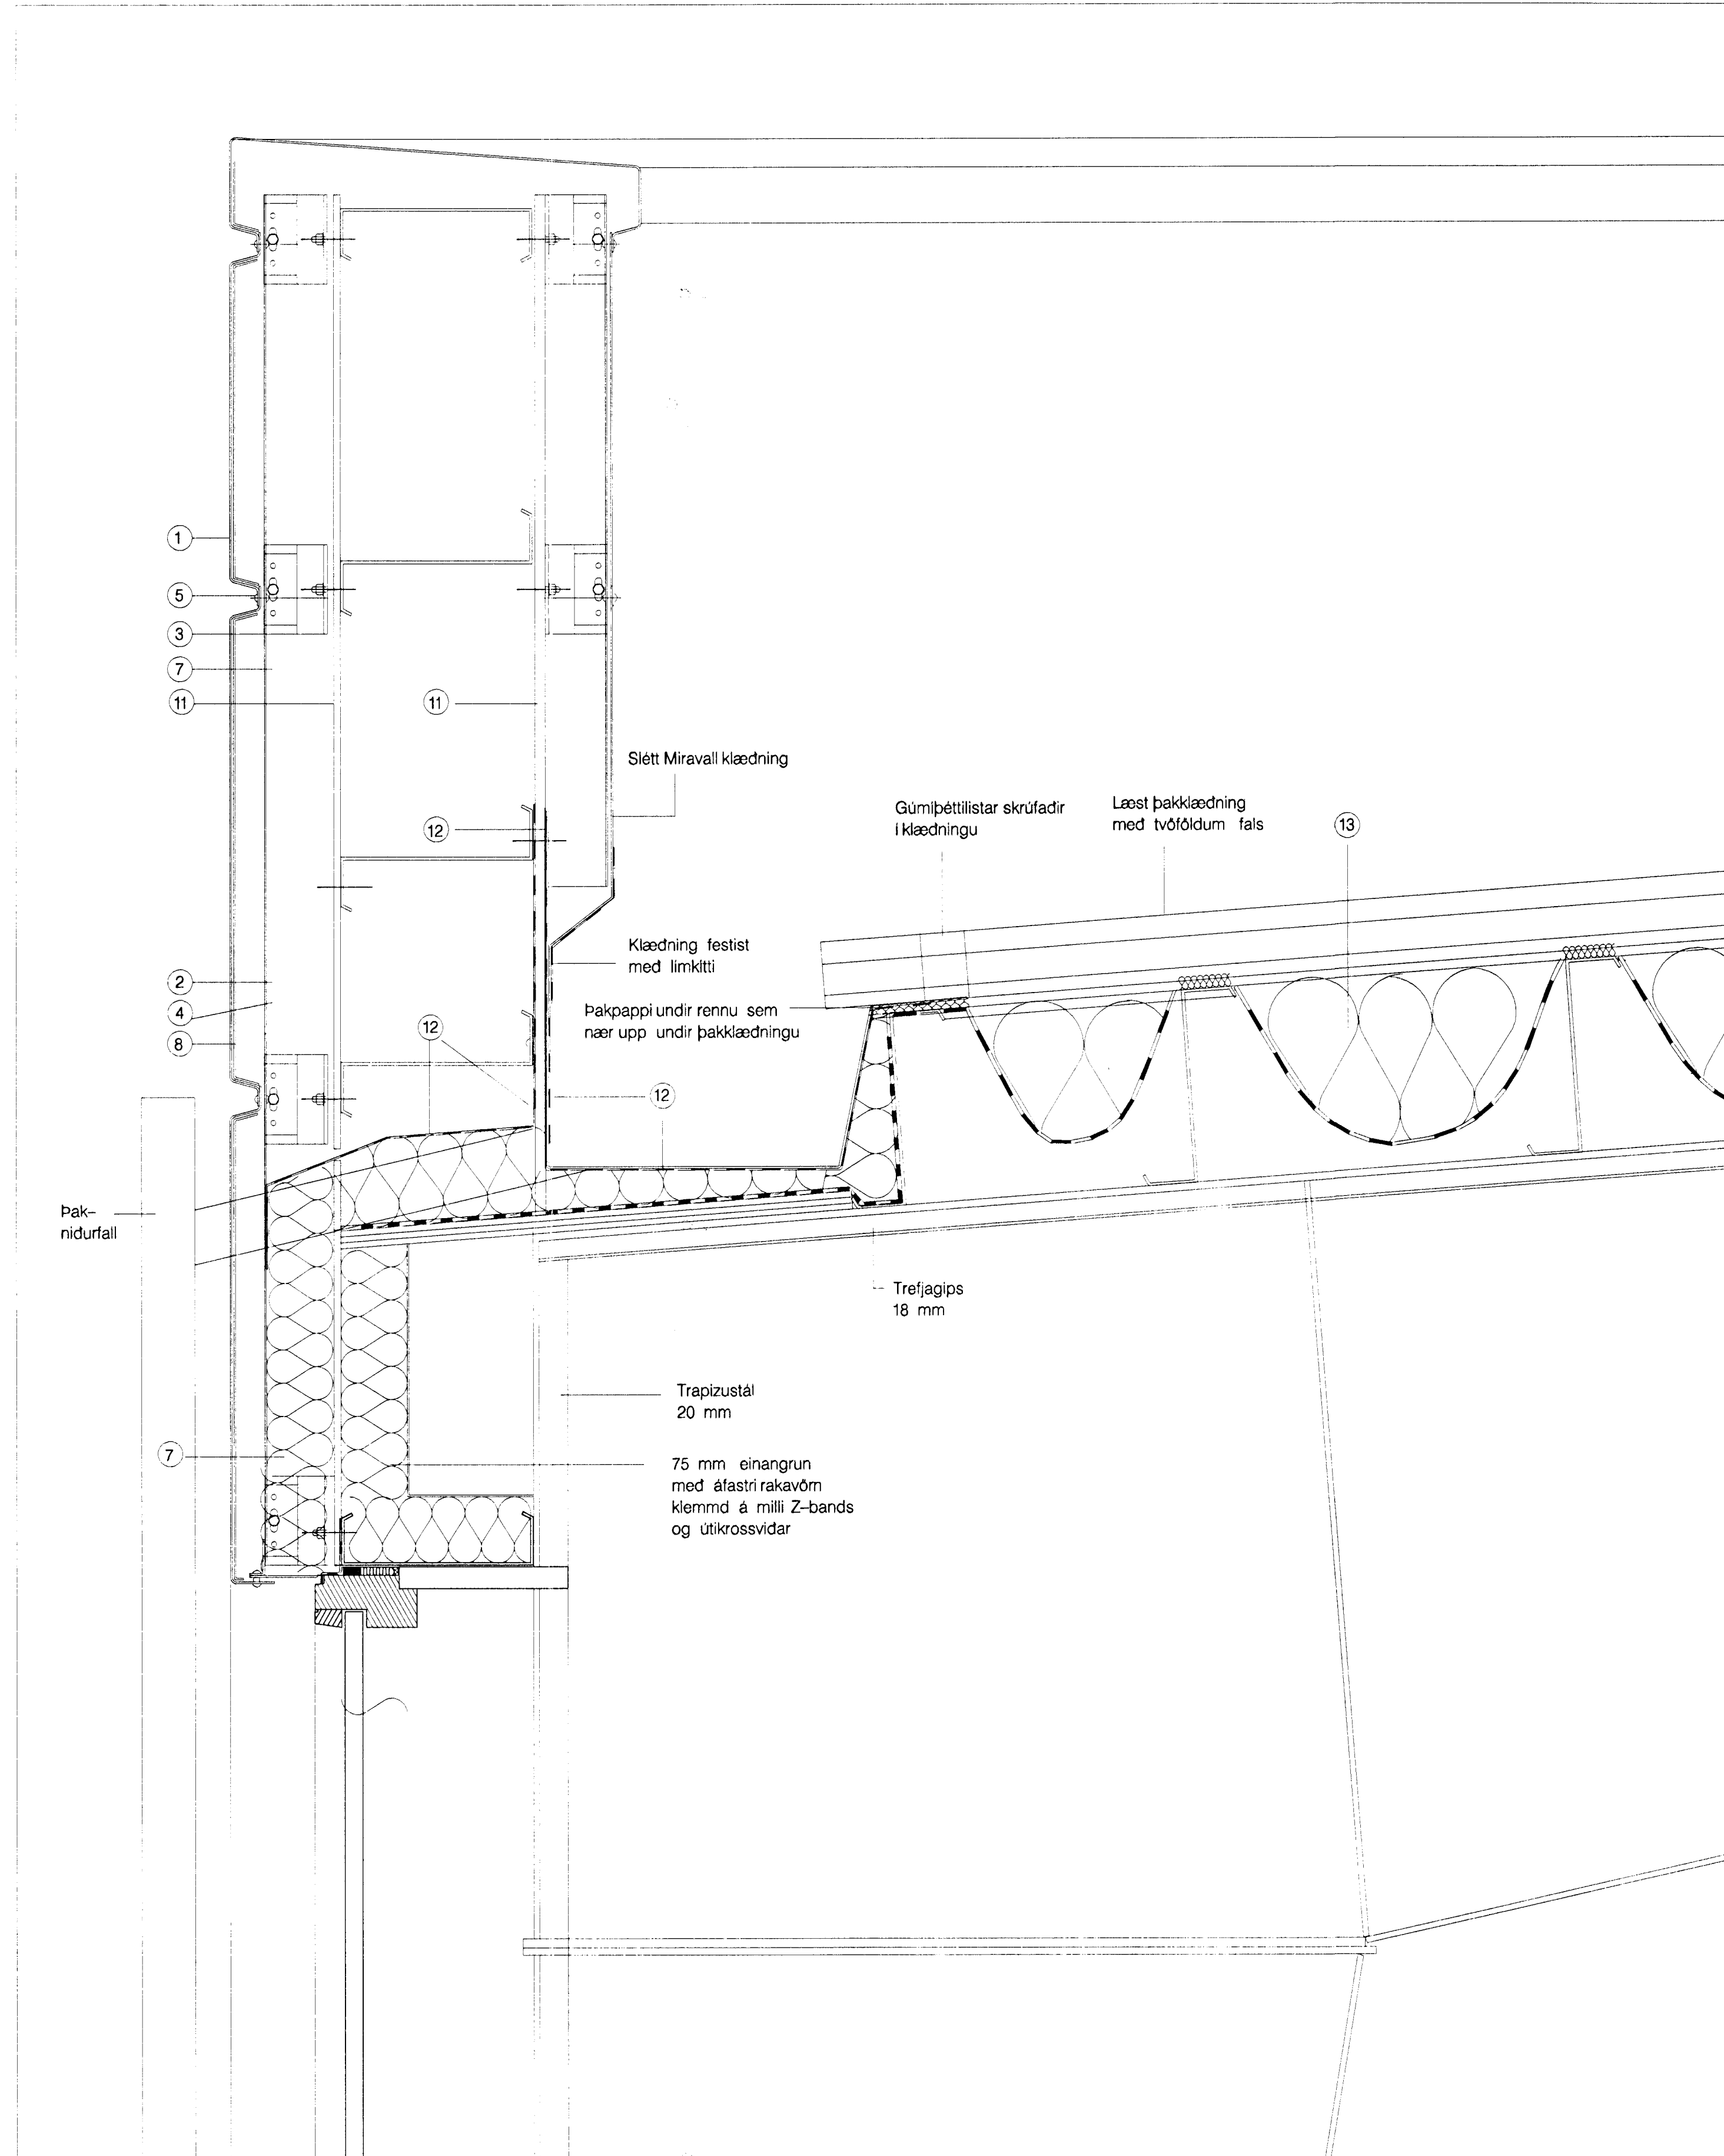 1
5
3
7
11
11
Slétt Miravall klæðning
12
Gúmíþéttilistar skrúfaðir
í klæðningu
Læst þakklæðning
með tvöföldum fals
13
Klæðning festist
með límkítti
2
4
8
12
Þakpappi undir rennu sem
nær upp undir þakklæðningu
12
Þak–
niðurfall
Trefjagips
18 mm
Trapizustál
20 mm
7
75 mm einangrun
með áfastri rakavörn
klemmd á milli Z–bands
og útikrossviðar